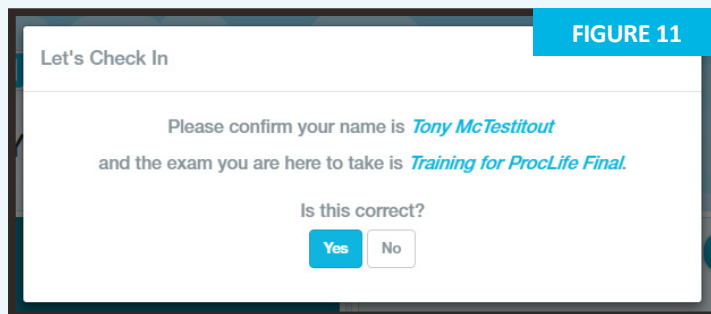 FIGURE 11
Let's Check In
Please confirm your name is Tony McTestitout
and the exam you are here to take is Training for ProcLife Final.
Is this correct?
Yes No